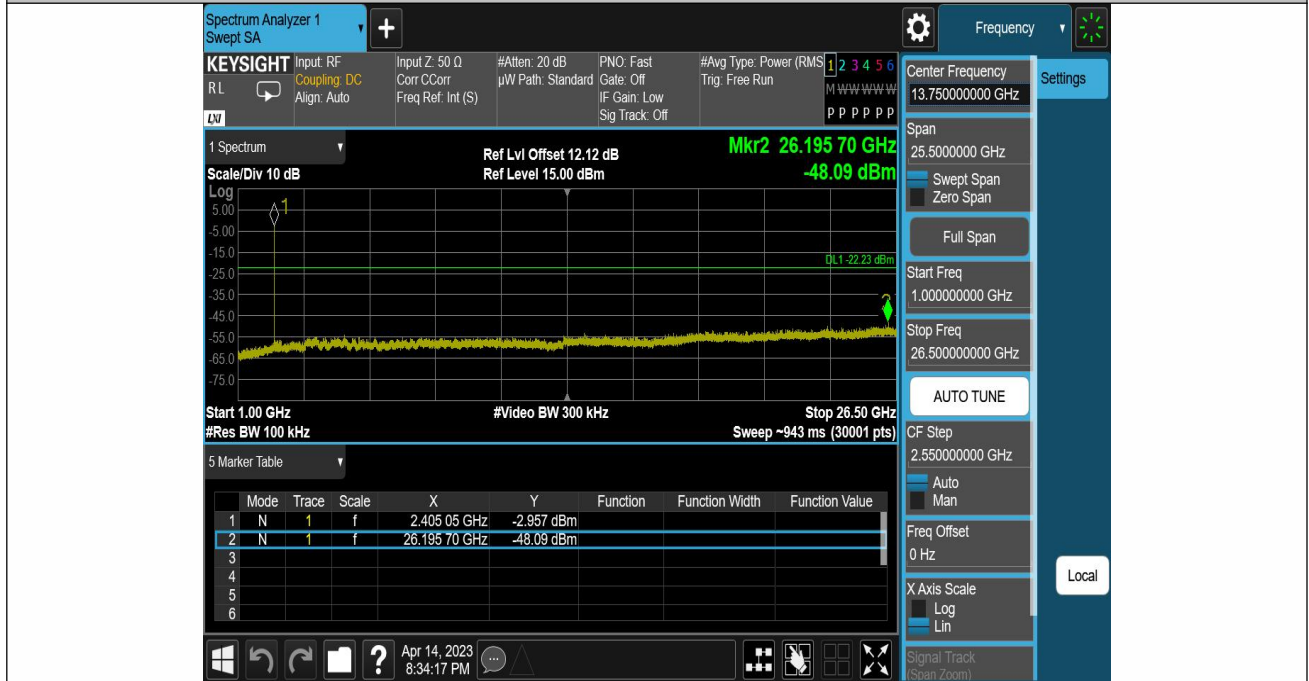 Spectrum Analyzer 1
Swept SA
+
Frequency
KEYSIGHT
RL
LXI
Input: RF
Coupling: DC
Align: Auto
Input Z: 50 Ω
Corr CCorr
Freq Ref: Int (S)
#Atten: 20 dB
µW Path: Standard
PNO: Fast
Gate: Off
IF Gain: Low
Sig Track: Off
#Avg Type: Power (RMS
Trig: Free Run
1 2 3 4 5 6
M W W W W W
P P P P P P
1 Spectrum
Scale/Div 10 dB
Ref Lvl Offset 12.12 dB
Ref Level 15.00 dBm
Mkr2 26.195 70 GHz
-48.09 dBm
Log
5.00
-5.00
-15.0
-25.0
-35.0
-45.0
-55.0
-65.0
-75.0
1
DL1 -22.23 dBm
2
Start 1.00 GHz
#Res BW 100 kHz
#Video BW 300 kHz
Stop 26.50 GHz
Sweep ~943 ms (30001 pts)
5 Marker Table
Mode Trace Scale X Y Function Function Width Function Value
1 N 1 f 2.405 05 GHz -2.957 dBm
2 N 1 f 26.195 70 GHz -48.09 dBm
3
4
5
6
Center Frequency
13.750000000 GHz
Settings
Span
25.5000000 GHz
Swept Span
Zero Span
Full Span
Start Freq
1.000000000 GHz
Stop Freq
26.500000000 GHz
AUTO TUNE
CF Step
2.550000000 GHz
Auto
Man
Freq Offset
0 Hz
X Axis Scale
Log
Lin
Signal Track
(Span Zoom)
Local
?
Apr 14, 2023
8:34:17 PM